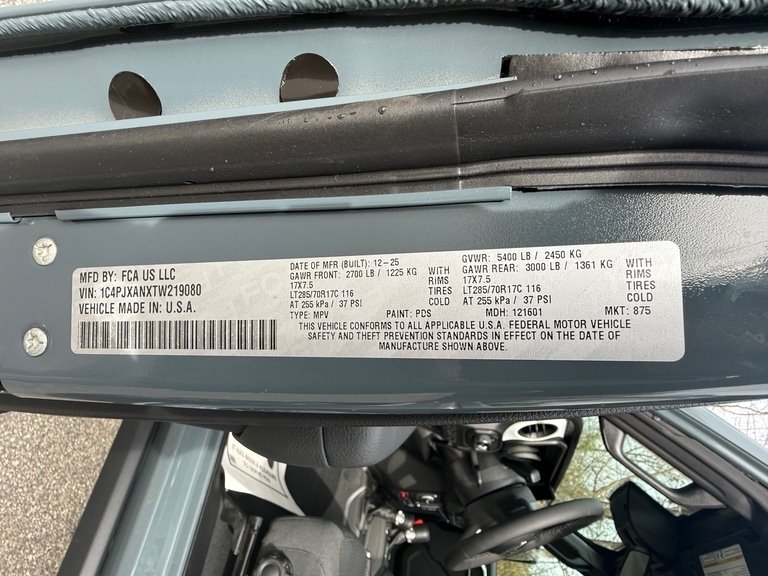 MFD BY: FCA US LLC
VIN: 1C4PJXANXTW219080
VEHICLE MADE IN: U.S.A.
DATE OF MFR (BUILT): 12-25
GAWR FRONT: 2700 LB / 1225 KG WITH
17X7.5 RIMS
LT285/70R17C 116 TIRES
AT 255 kPa / 37 PSI COLD
TYPE: MPV PAINT: PDS
GVWR: 5400 LB / 2450 KG
GAWR REAR: 3000 LB / 1361 KG WITH
17X7.5 RIMS
LT285/70R17C 116 TIRES
AT 255 kPa / 37 PSI COLD
MDH: 121601 MKT: 875
THIS VEHICLE CONFORMS TO ALL APPLICABLE U.S.A. FEDERAL MOTOR VEHICLE
SAFETY AND THEFT PREVENTION STANDARDS IN EFFECT ON THE DATE OF
MANUFACTURE SHOWN ABOVE.